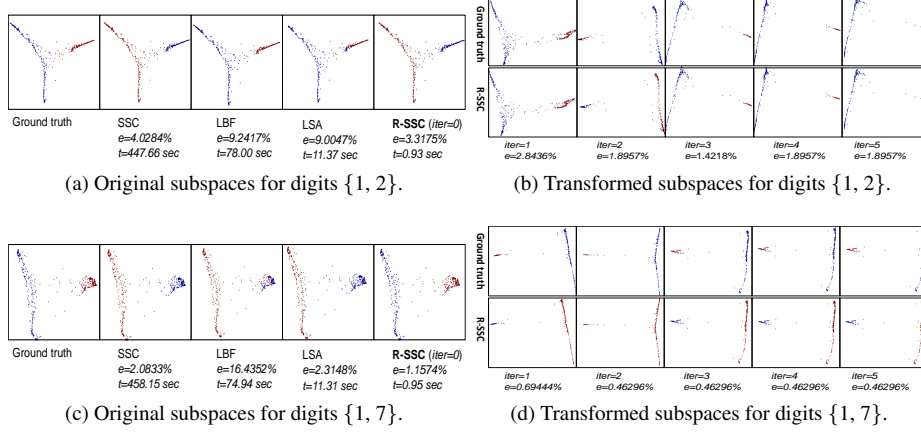 Ground truth
SSC
e=4.0284%
t=447.66 sec
LBF
e=9.2417%
t=78.00 sec
LSA
e=9.0047%
t=11.37 sec
R-SSC (iter=0)
e=3.3175%
t=0.93 sec
(a) Original subspaces for digits {1, 2}.
Ground truth
R-SSC
iter=1
e=2.8436%
iter=2
e=1.8957%
iter=3
e=1.4218%
iter=4
e=1.8957%
iter=5
e=1.8957%
(b) Transformed subspaces for digits {1, 2}.
Ground truth
SSC
e=2.0833%
t=458.15 sec
LBF
e=16.4352%
t=74.94 sec
LSA
e=2.3148%
t=11.31 sec
R-SSC (iter=0)
e=1.1574%
t=0.95 sec
(c) Original subspaces for digits {1, 7}.
Ground truth
R-SSC
iter=1
e=0.69444%
iter=2
e=0.46296%
iter=3
e=0.46296%
iter=4
e=0.46296%
iter=5
e=0.46296%
(d) Transformed subspaces for digits {1, 7}.